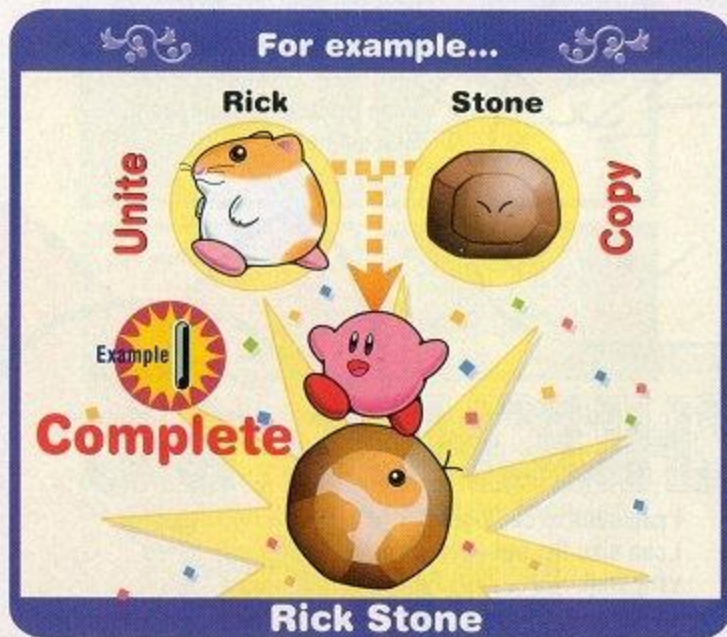 For example...
Rick
Stone
Unite
Copy
Example 1
Complete
Rick Stone